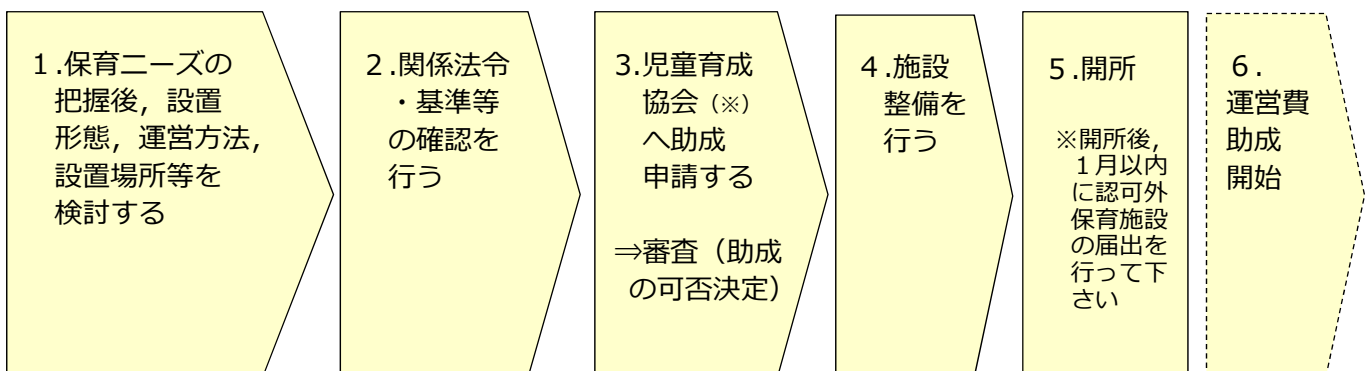 １.保育ニーズの
把握後，設置
形態，運営方法，
設置場所等を
検討する
２.関係法令
・基準等
の確認を
行う
3.児童育成
協会（※）
へ助成
申請する
⇒審査（助成
の可否決定）
４.施設
整備を
行う
５.開所
※開所後，
１月以内
に認可外
保育施設
の届出を
行って下
さい
６.
運営費
助成
開始